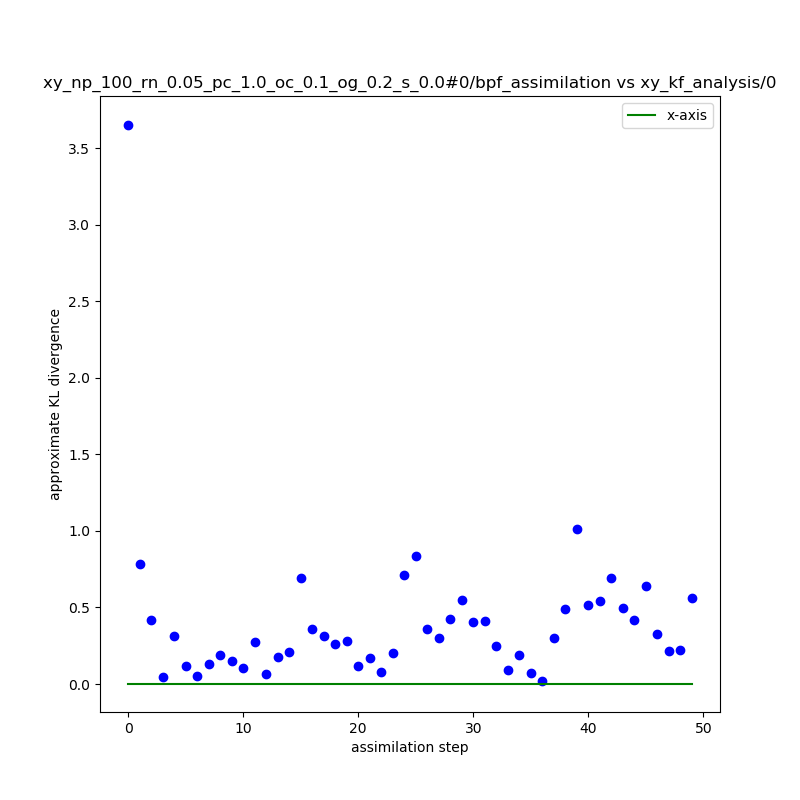 xy_np_100_rn_0.05_pc_1.0_oc_0.1_og_0.2_s_0.0#0/bpf_assimilation vs xy_kf_analysis/0
x-axis
3.5
3.0
2.5
2.0
1.5
1.0
0.5
0.0
approximate KL divergence
0 10 20 30 40 50
assimilation step